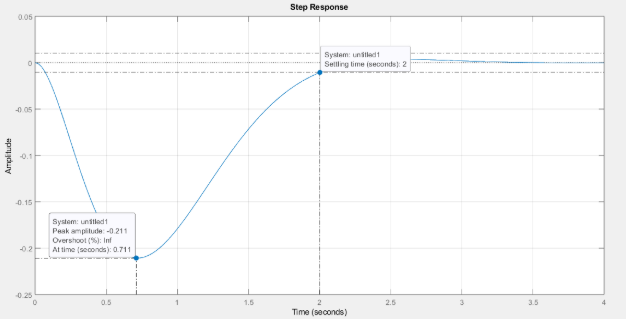 Step Response
0.05
0
-0.05
-0.1
-0.15
-0.2
-0.25
Amplitude
System: untitled1
Settling time (seconds): 2
System: untitled1
Peak amplitude: -0.211
Overshoot (%): Inf
At time (seconds): 0.711
0 0.5 1 1.5 2 2.5 3 3.5 4
Time (seconds)